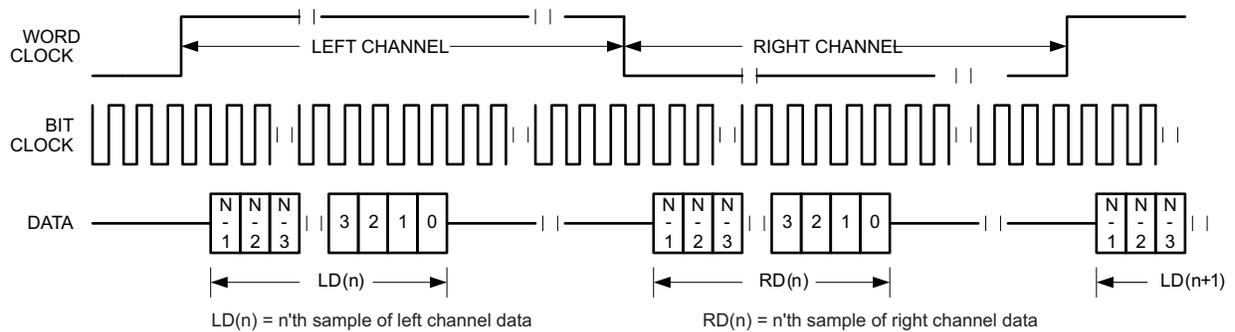 WORD
CLOCK
LEFT CHANNEL
RIGHT CHANNEL
BIT
CLOCK
DATA
N
-
1
N
-
2
N
-
3
3 2 1 0
N
-
1
N
-
2
N
-
3
3 2 1 0
N
-
1
N
-
2
N
-
3
LD(n)
RD(n)
LD(n+1)
LD(n) = n'th sample of left channel data
RD(n) = n'th sample of right channel data